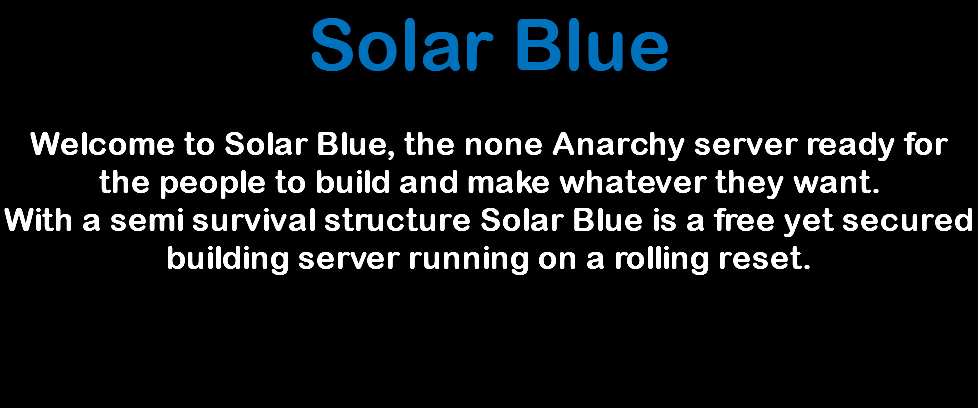 Solar Blue
Welcome to Solar Blue, the none Anarchy server ready for
the people to build and make whatever they want.
With a semi survival structure Solar Blue is a free yet secured
building server running on a rolling reset.